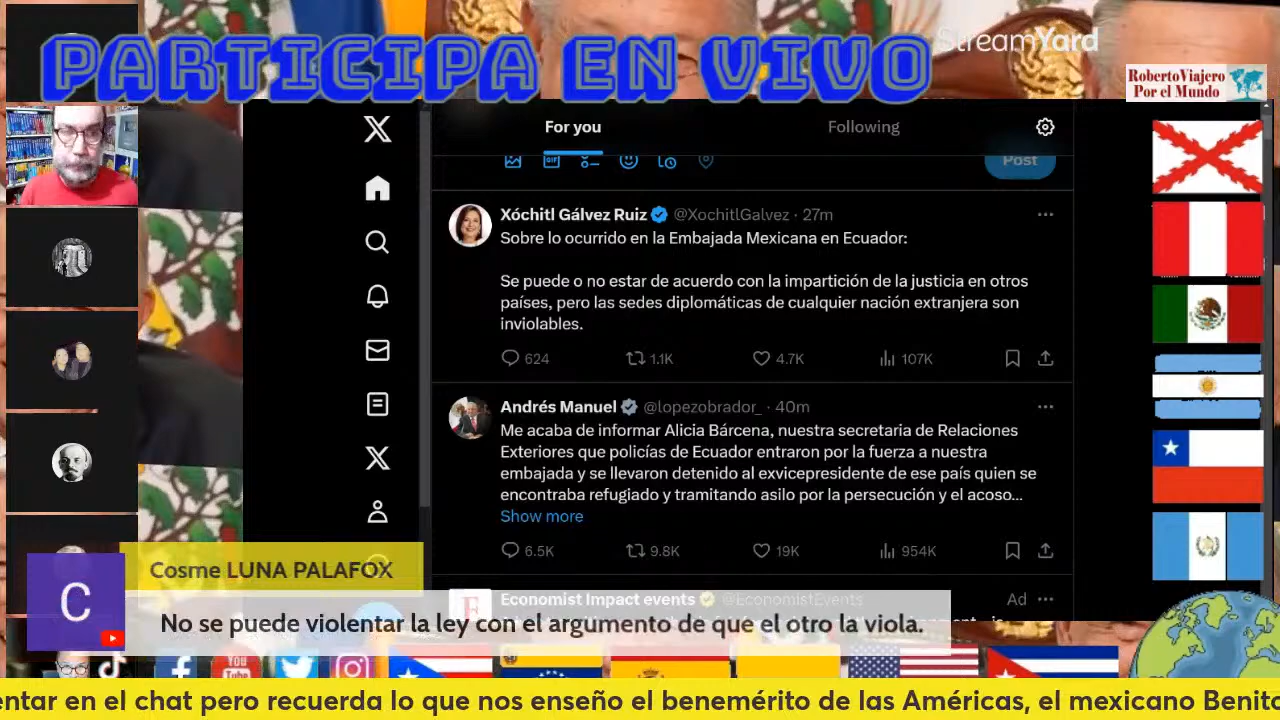 PARTICIPA EN VIVO
StreamYard
RobertoViajero
Por el Mundo
For you
Following
Post
Xóchitl Gálvez Ruiz @XochitlGalvez · 27m
Sobre lo ocurrido en la Embajada Mexicana en Ecuador:
Se puede o no estar de acuerdo con la impartición de la justicia en otros
países, pero las sedes diplomáticas de cualquier nación extranjera son
inviolables.
624 1.1K 4.7K 107K
Andrés Manuel @lopezobrador_ · 40m
Me acaba de informar Alicia Bárcena, nuestra secretaria de Relaciones
Exteriores que policías de Ecuador entraron por la fuerza a nuestra
embajada y se llevaron detenido al exvicepresidente de ese país quien se
encontraba refugiado y tramitando asilo por la persecución y el acoso...
Show more
6.5K 9.8K 19K 954K
Economist Impact events @EconomistEvents Ad
Cosme LUNA PALAFOX
C
No se puede violentar la ley con el argumento de que el otro la viola.
You
Tube
entar en el chat pero recuerda lo que nos enseño el benemérito de las Américas, el mexicano Benito